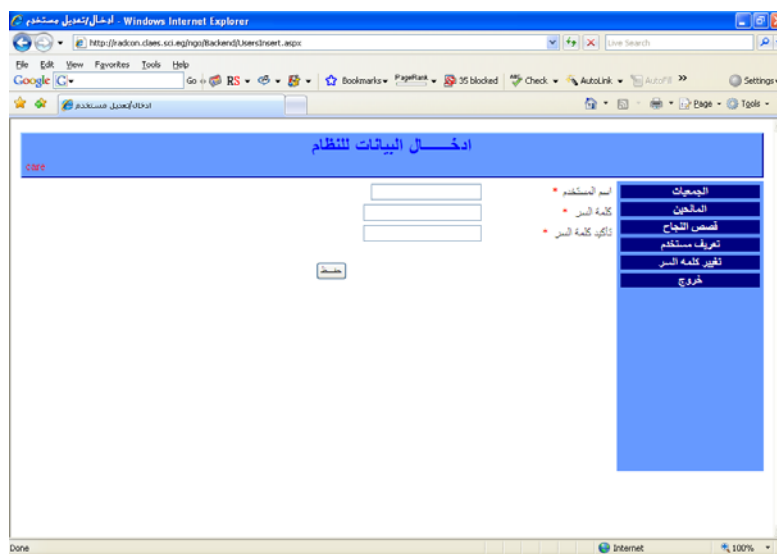 ادخال/تعديل مستخدم - Windows Internet Explorer
http://radcon.claes.sci.eg/ngo/Backend/UsersInsert.aspx
Live Search
File Edit View Favorites Tools Help
Google G Go RS Bookmarks PageRank 35 blocked Check AutoLink AutoFill Settings
ادخال/تعديل مستخدم Page Tools
ادخـــــــال البيانات للنظام
care
الجمعيات
المانحين
قصص النجاح
تعريف مستخدم
تغيير كلمه السر
خروج
اسم المستخدم *
كلمة السر *
تأكيد كلمة السر *
حفظ
Done Internet 100%